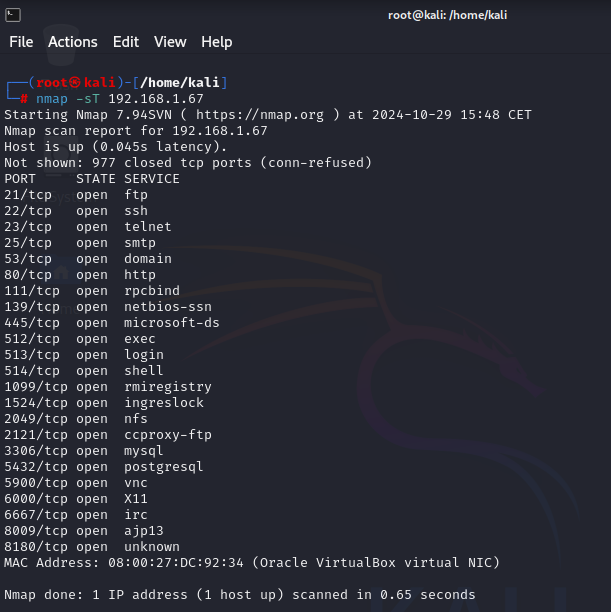 root@kali: /home/kali
File Actions Edit View Help
┌──(root㉿kali)-[/home/kali]
└─# nmap -sT 192.168.1.67
Starting Nmap 7.94SVN ( https://nmap.org ) at 2024-10-29 15:48 CET
Nmap scan report for 192.168.1.67
Host is up (0.045s latency).
Not shown: 977 closed tcp ports (conn-refused)
PORT     STATE SERVICE
21/tcp   open  ftp
22/tcp   open  ssh
23/tcp   open  telnet
25/tcp   open  smtp
53/tcp   open  domain
80/tcp   open  http
111/tcp  open  rpcbind
139/tcp  open  netbios-ssn
445/tcp  open  microsoft-ds
512/tcp  open  exec
513/tcp  open  login
514/tcp  open  shell
1099/tcp open  rmiregistry
1524/tcp open  ingreslock
2049/tcp open  nfs
2121/tcp open  ccproxy-ftp
3306/tcp open  mysql
5432/tcp open  postgresql
5900/tcp open  vnc
6000/tcp open  X11
6667/tcp open  irc
8009/tcp open  ajp13
8180/tcp open  unknown
MAC Address: 08:00:27:DC:92:34 (Oracle VirtualBox virtual NIC)
Nmap done: 1 IP address (1 host up) scanned in 0.65 seconds